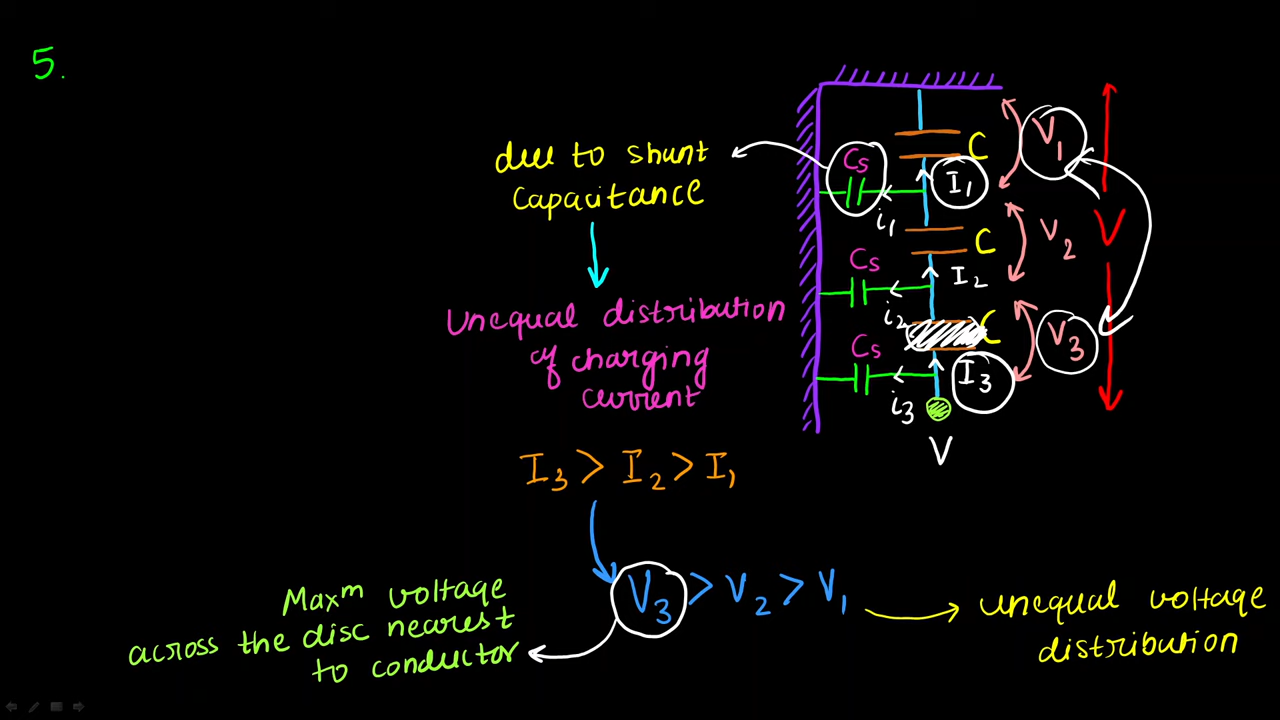 5.
due to shunt
capacitance
Unequal distribution
of charging
current
I₃ > I₂ > I₁
V₃ > V₂ > V₁
Maxᵐ voltage
across the disc nearest
to conductor
unequal voltage
distribution
C
V₁
Cs
I₁
i₁
C
V₂
V
Cs
I₂
i₂
C
V₃
Cs
I₃
i₃
V